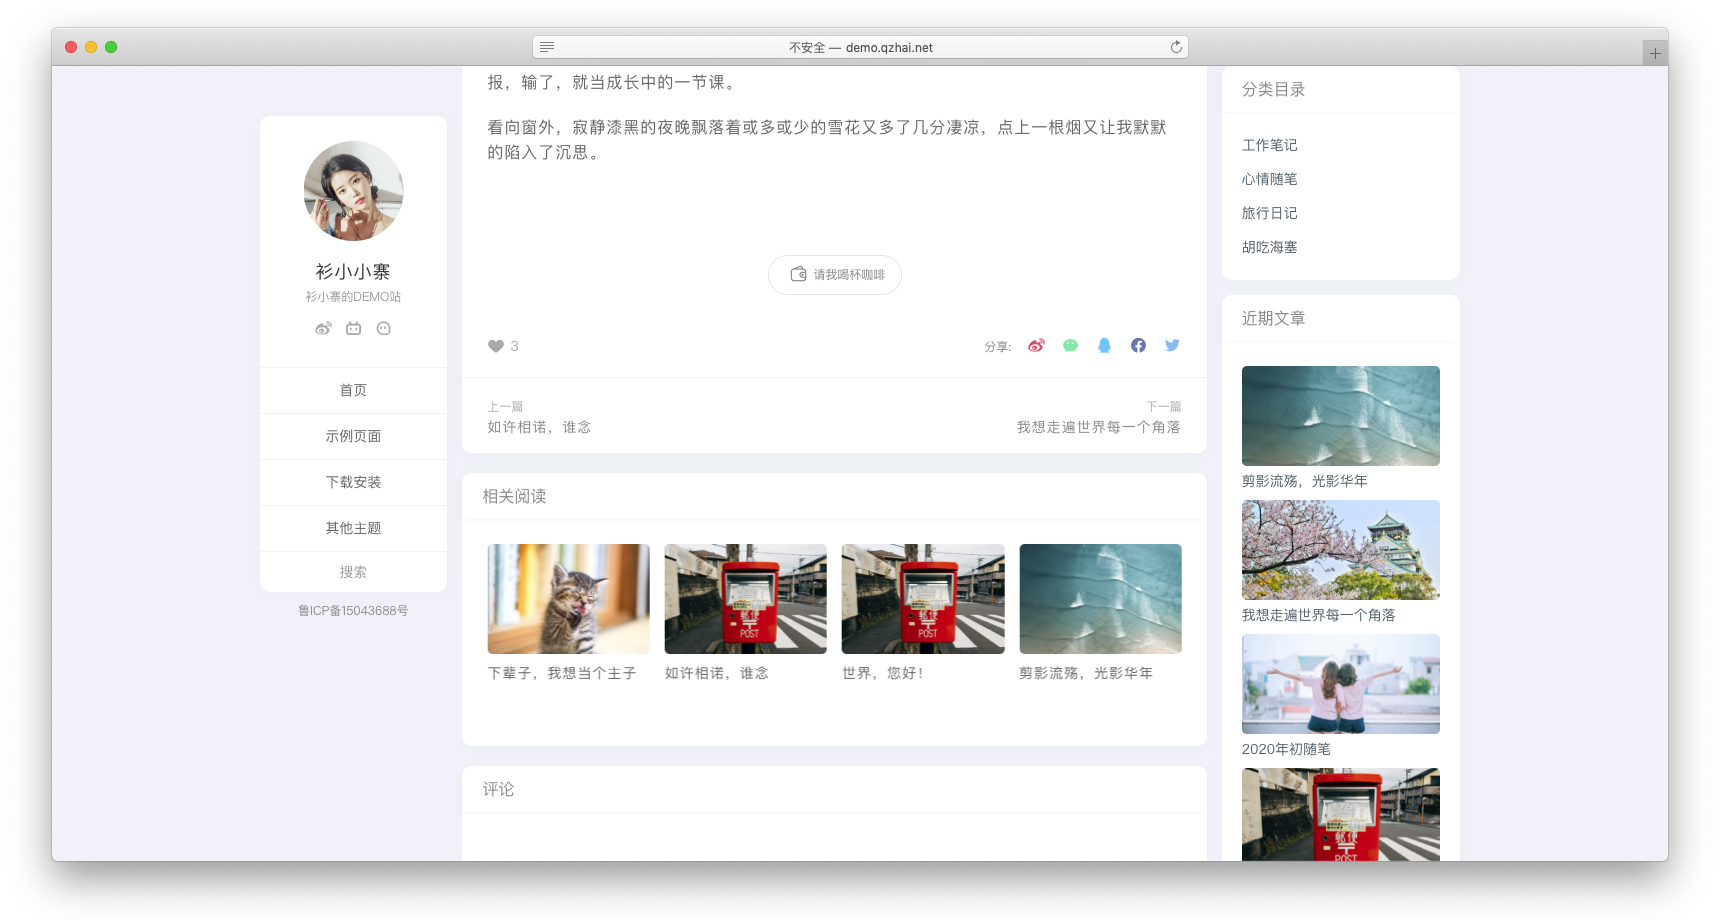 不安全 — demo.qzhai.net
衫小小寨
衫小寨的DEMO站
首页
示例页面
下载安装
其他主题
搜索
鲁ICP备15043688号
报，输了，就当成长中的一节课。
看向窗外，寂静漆黑的夜晚飘落着或多或少的雪花又多了几分凄凉，点上一根烟又让我默默
的陷入了沉思。
请我喝杯咖啡
3
分享:
上一篇
下一篇
如许相诺，谁念
我想走遍世界每一个角落
相关阅读
郵便
POST
郵便
POST
下辈子，我想当个主子
如许相诺，谁念
世界，您好！
剪影流殇，光影华年
评论
分类目录
工作笔记
心情随笔
旅行日记
胡吃海塞
近期文章
剪影流殇，光影华年
我想走遍世界每一个角落
2020年初随笔
郵便
POST